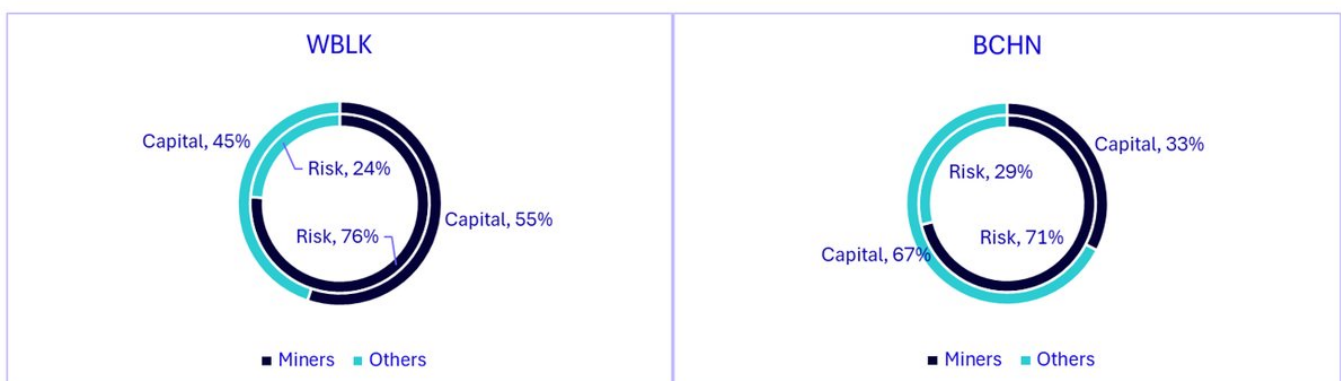 WBLK
Capital, 45%
Risk, 24%
Capital, 55%
Risk, 76%
Miners
Others
BCHN
Capital, 33%
Risk, 29%
Risk, 71%
Capital, 67%
Miners
Others